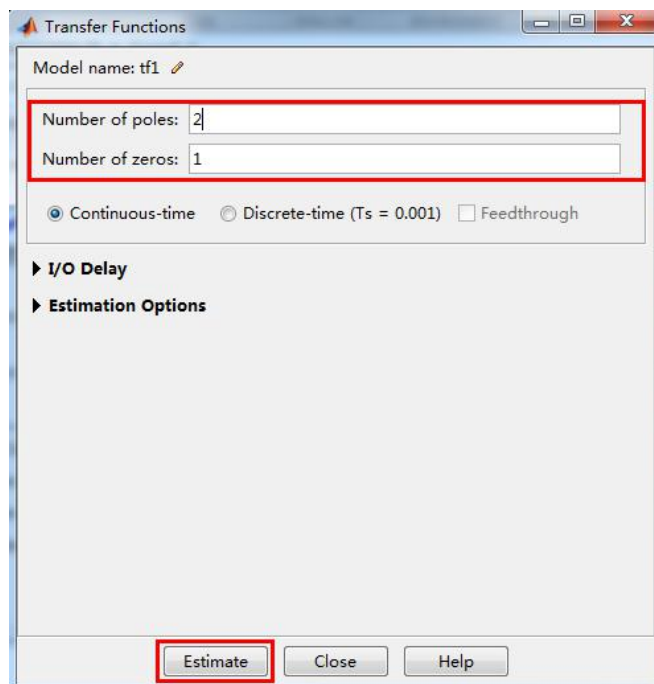 Transfer Functions
Model name: tf1
Number of poles: 2
Number of zeros: 1
Continuous-time Discrete-time (Ts = 0.001) Feedthrough
I/O Delay
Estimation Options
Estimate Close Help